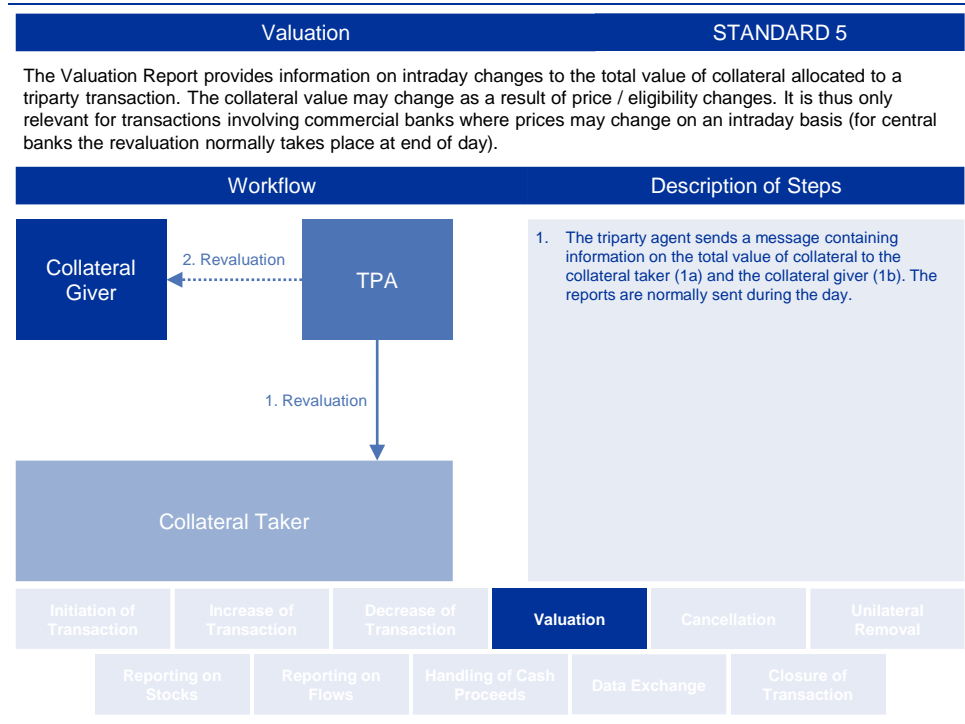 Valuation
STANDARD 5
The Valuation Report provides information on intraday changes to the total value of collateral allocated to a
triparty transaction. The collateral value may change as a result of price / eligibility changes. It is thus only
relevant for transactions involving commercial banks where prices may change on an intraday basis (for central
banks the revaluation normally takes place at end of day).
Workflow
Description of Steps
Collateral
Giver
2. Revaluation
TPA
1. Revaluation
Collateral Taker
1. The triparty agent sends a message containing
information on the total value of collateral to the
collateral taker (1a) and the collateral giver (1b). The
reports are normally sent during the day.
Initiation of
Transaction
Increase of
Transaction
Decrease of
Transaction
Valuation
Cancellation
Unilateral
Removal
Reporting on
Stocks
Reporting on
Flows
Handling of Cash
Proceeds
Data Exchange
Closure of
Transaction